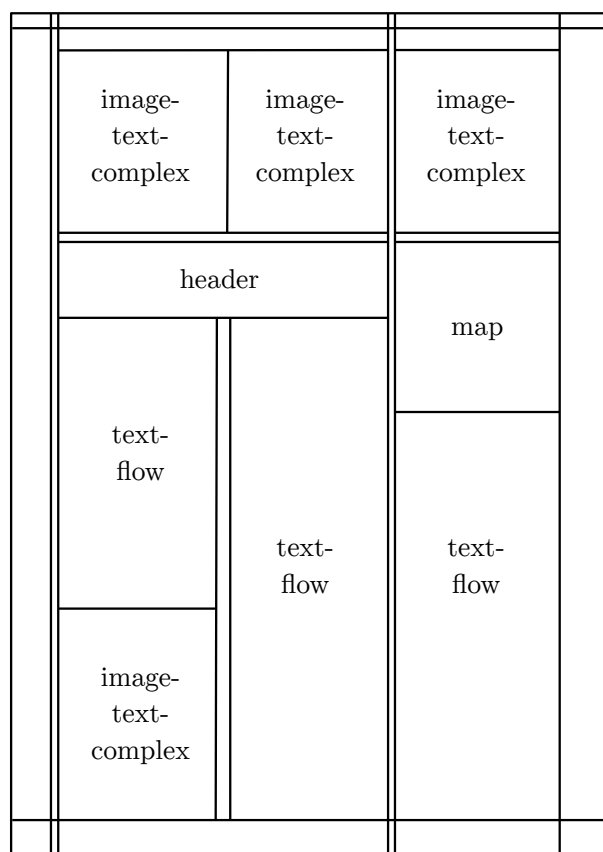 image-
text-
complex
image-
text-
complex
image-
text-
complex
header
map
text-
flow
text-
flow
text-
flow
image-
text-
complex